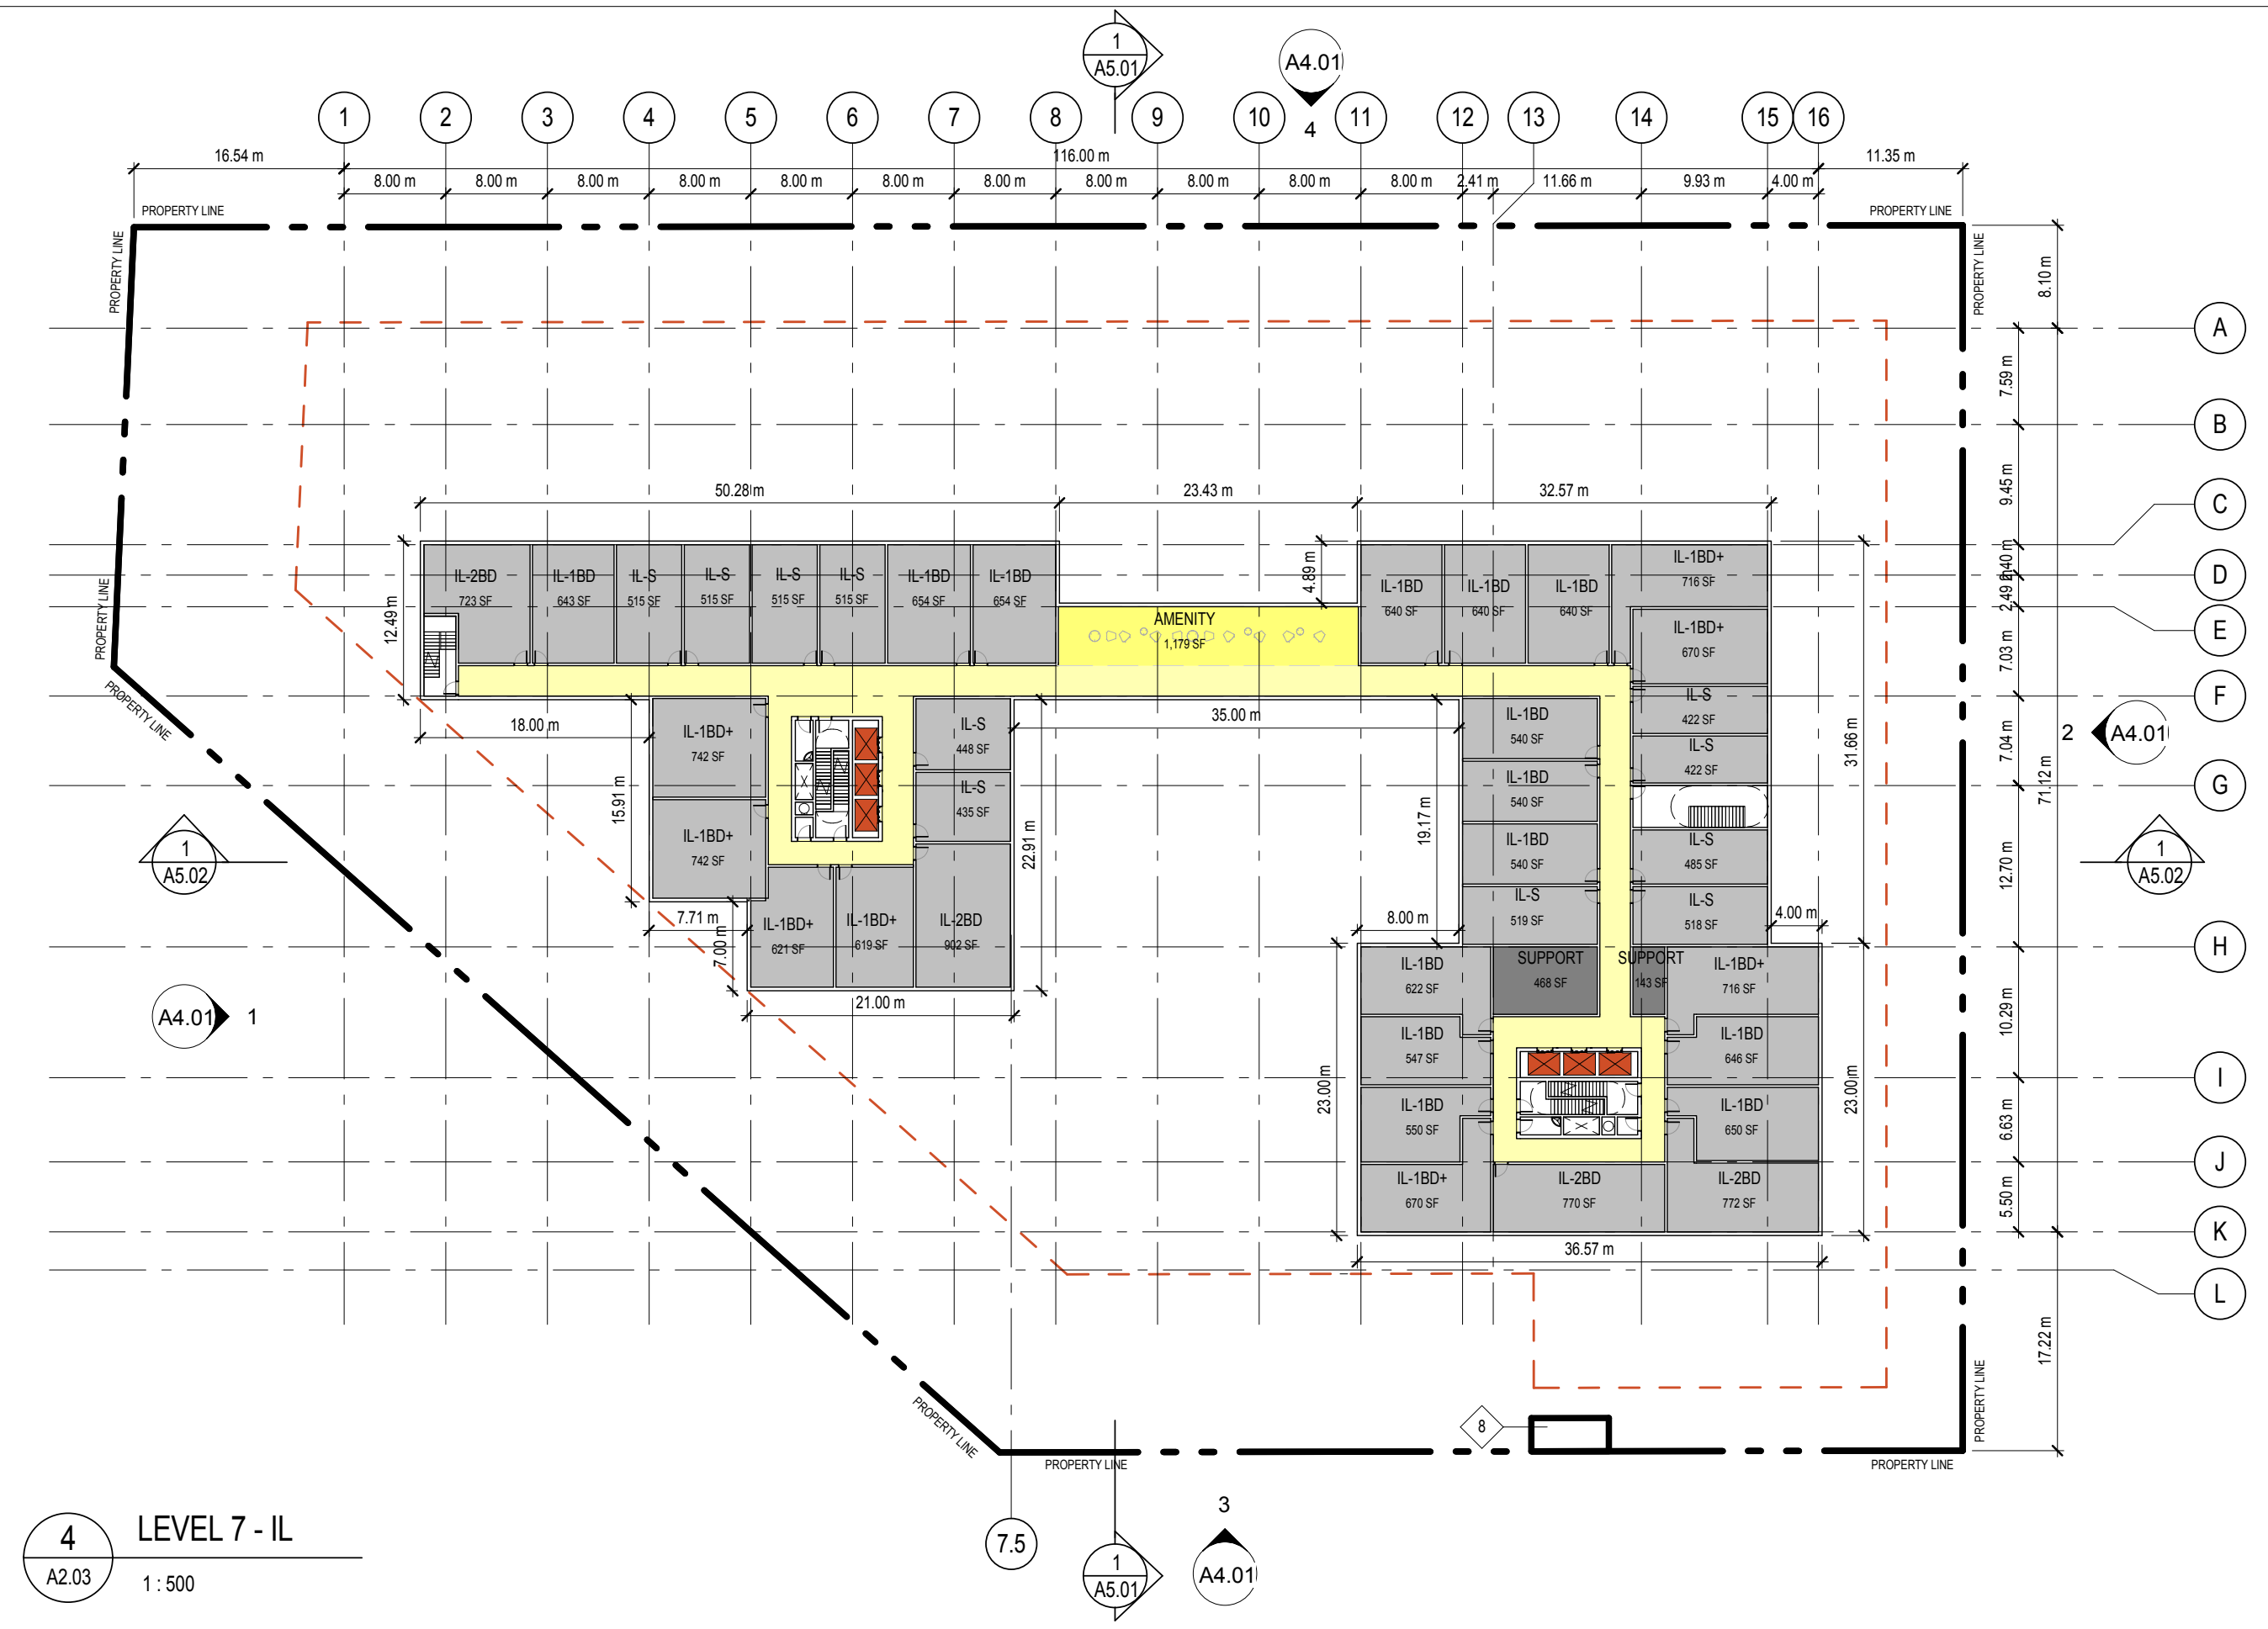 1
A5.01
A4.01
4
1 2 3 4 5 6 7 8 9 10 11 12 13 14 15 16
16.54 m 116.00 m 11.35 m
8.00 m 8.00 m 8.00 m 8.00 m 8.00 m 8.00 m 8.00 m 8.00 m 8.00 m 8.00 m 8.00 m 2.41 m 11.66 m 9.93 m 4.00 m
PROPERTY LINE PROPERTY LINE
PROPERTY LINE
PROPERTY LINE
8.10 m
A
7.59 m
B
9.45 m
C
50.28 m 23.43 m 32.57 m
2.40 m
D
2.49 m
E
7.03 m
F
7.04 m
G
71.12 m
12.70 m
H
10.29 m
I
6.63 m
J
5.50 m
K
L
17.22 m
12.49 m
4.89 m
IL-2BD
723 SF
IL-1BD
643 SF
IL-S
515 SF
IL-S
515 SF
IL-S
515 SF
IL-S
515 SF
IL-1BD
654 SF
IL-1BD
654 SF
AMENITY
1,179 SF
IL-1BD
640 SF
IL-1BD
640 SF
IL-1BD
640 SF
IL-1BD+
716 SF
IL-1BD+
670 SF
IL-S
422 SF
IL-S
422 SF
PROPERTY LINE
PROPERTY LINE
18.00 m
35.00 m
31.66 m
2
A4.01
IL-1BD+
742 SF
IL-S
448 SF
IL-1BD
540 SF
15.91 m
IL-S
435 SF
IL-1BD
540 SF
IL-1BD+
742 SF
22.91 m
19.17 m
IL-1BD
540 SF
IL-S
485 SF
1
A5.02
1
A5.02
7.71 m
7.00 m
IL-1BD+
621 SF
IL-1BD+
619 SF
IL-2BD
902 SF
8.00 m
IL-S
519 SF
IL-S
518 SF
4.00 m
21.00 m
A4.01
1
IL-1BD
622 SF
SUPPORT
468 SF
SUPPORT
143 SF
IL-1BD+
716 SF
IL-1BD
547 SF
IL-1BD
646 SF
23.00 m
23.00 m
IL-1BD
550 SF
IL-1BD
650 SF
IL-1BD+
670 SF
IL-2BD
770 SF
IL-2BD
772 SF
36.57 m
PROPERTY LINE
PROPERTY LINE
8
PROPERTY LINE PROPERTY LINE
4
A2.03
LEVEL 7 - IL
1 : 500
7.5
1
A5.01
3
A4.01